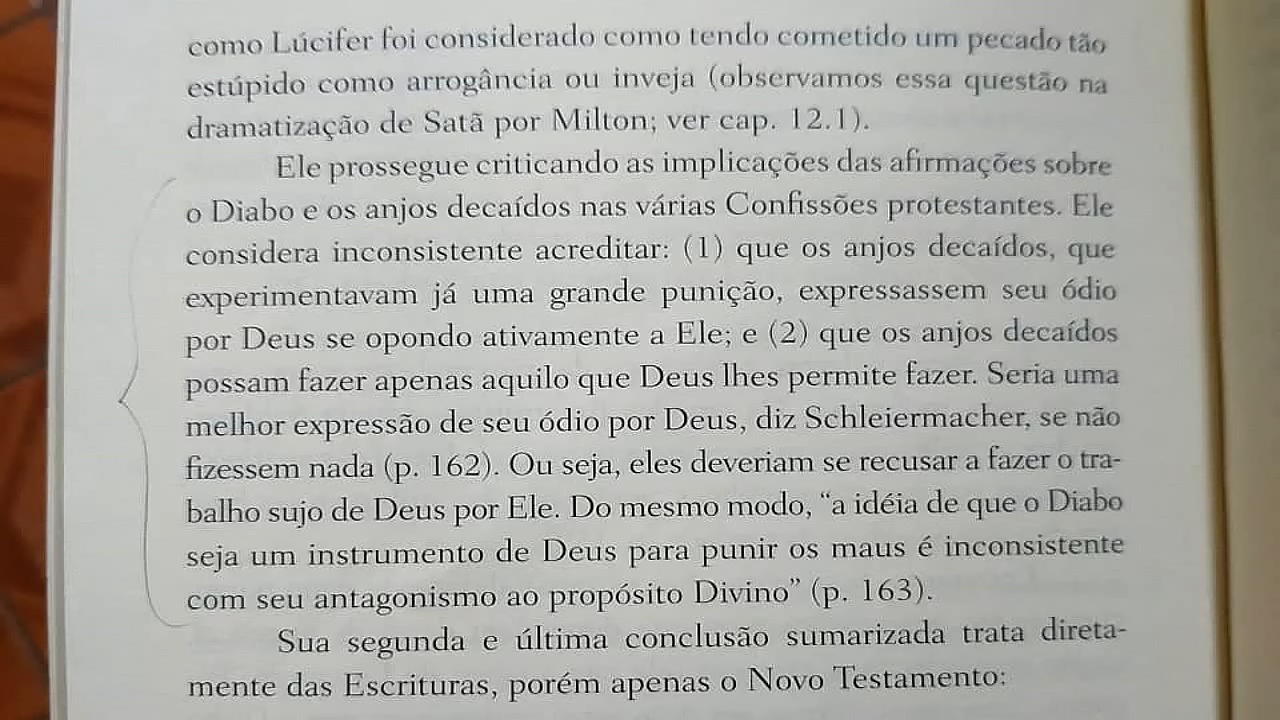 como Lúcifer foi considerado como tendo cometido um pecado tão
estúpido como arrogância ou inveja (observamos essa questão na
dramatização de Satã por Milton; ver cap. 12.1).
Ele prossegue criticando as implicações das afirmações sobre
o Diabo e os anjos decaídos nas várias Confissões protestantes. Ele
considera inconsistente acreditar: (1) que os anjos decaídos, que
experimentavam já uma grande punição, expressassem seu ódio
por Deus se opondo ativamente a Ele; e (2) que os anjos decaídos
possam fazer apenas aquilo que Deus lhes permite fazer. Seria uma
melhor expressão de seu ódio por Deus, diz Schleiermacher, se não
fizessem nada (p. 162). Ou seja, eles deveriam se recusar a fazer o tra-
balho sujo de Deus por Ele. Do mesmo modo, “a idéia de que o Diabo
seja um instrumento de Deus para punir os maus é inconsistente
com seu antagonismo ao propósito Divino” (p. 163).
Sua segunda e última conclusão sumarizada trata direta-
mente das Escrituras, porém apenas o Novo Testamento: